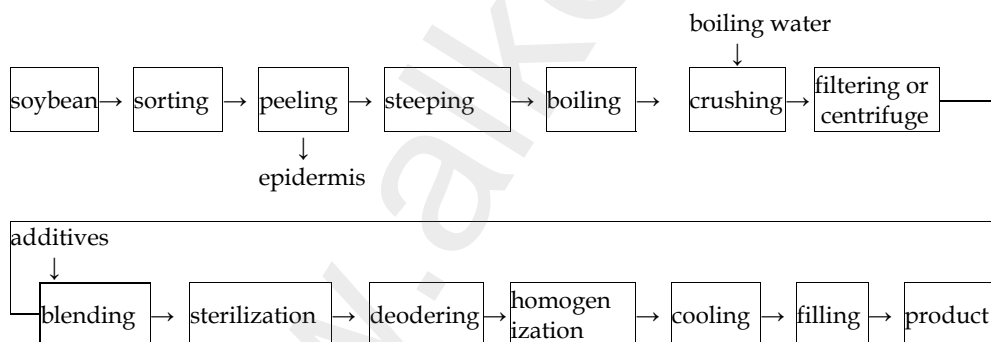 boiling water
soybean → sorting → peeling → steeping → boiling → crushing → filtering or centrifuge
epidermis
additives
blending → sterilization → deodering → homogen ization → cooling → filling → product